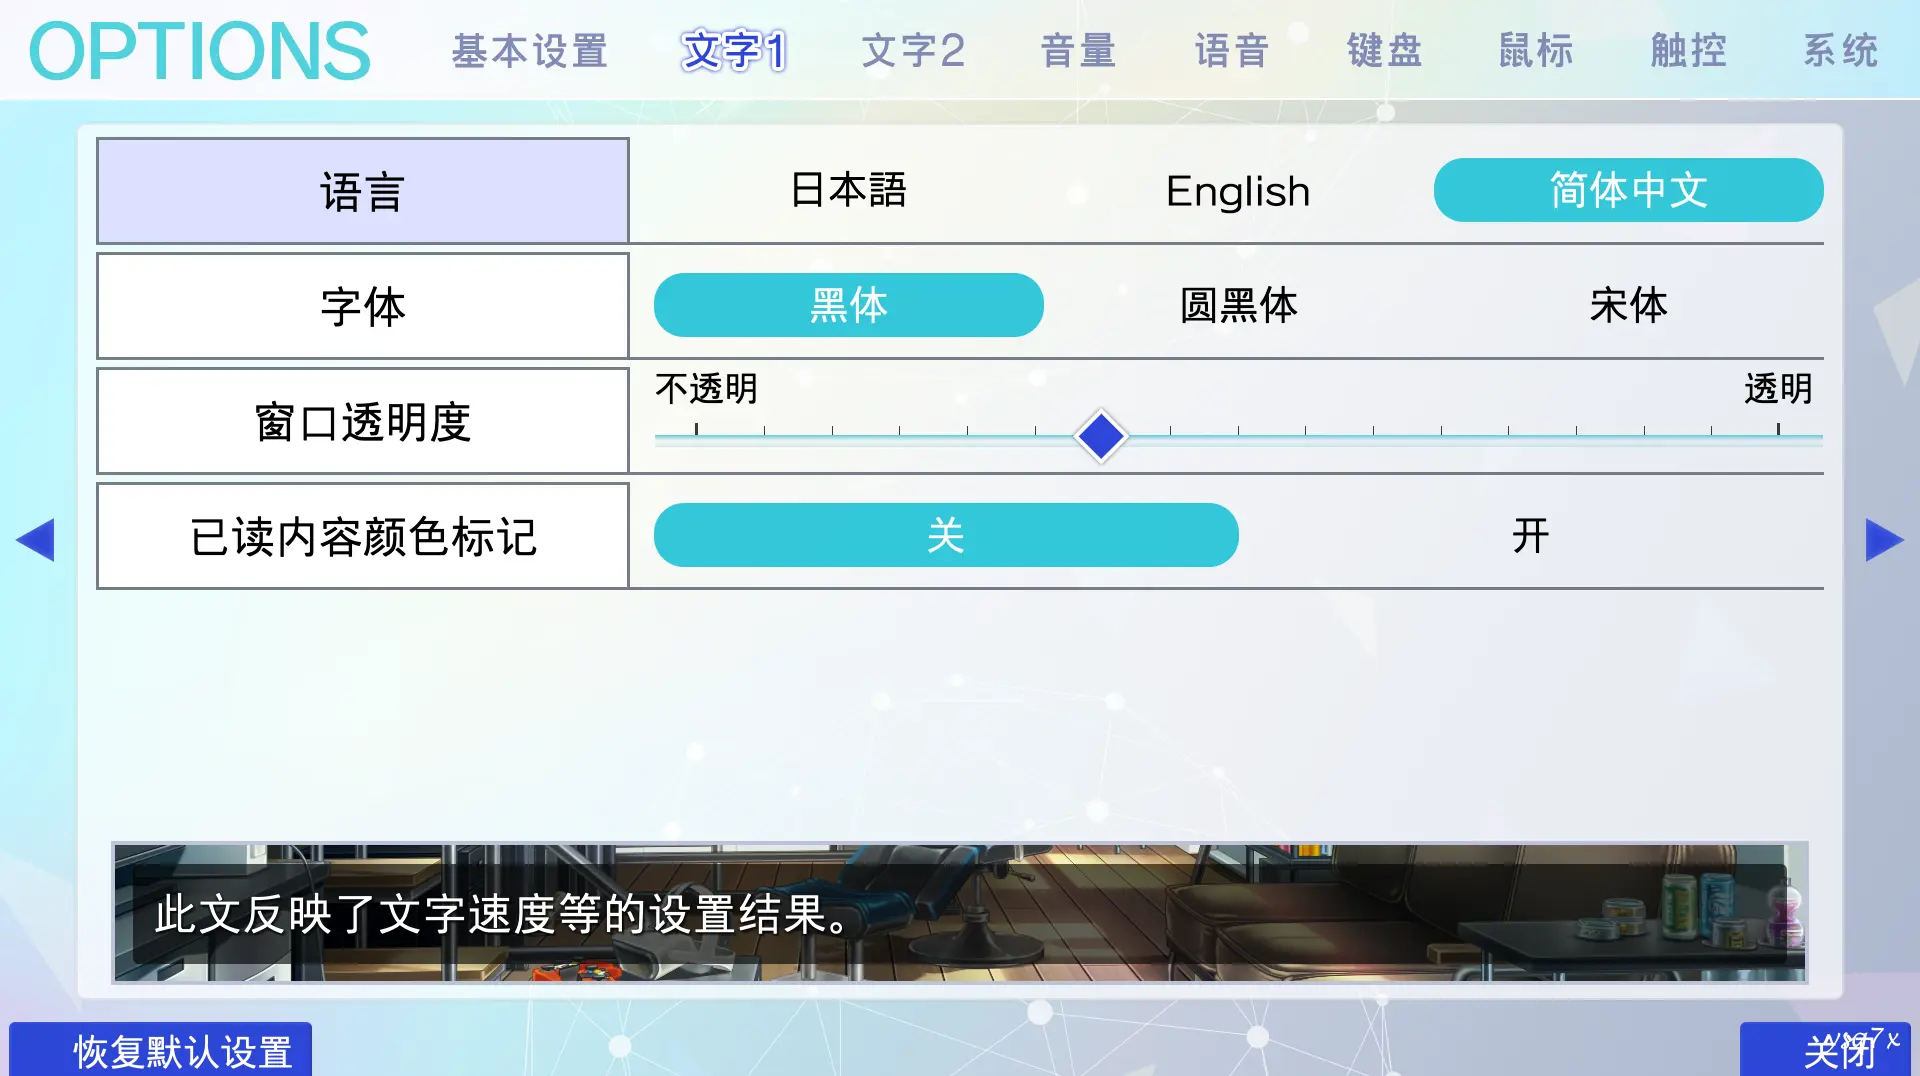 OPTIONS 基本设置 文字1 文字2 音量 语音 键盘 鼠标 触控 系统
语言 日本語 English 简体中文
字体 黑体 圆黑体 宋体
窗口透明度 不透明 透明
已读内容颜色标记 关 开
此文反映了文字速度等的设置结果。
恢复默认设置 关闭